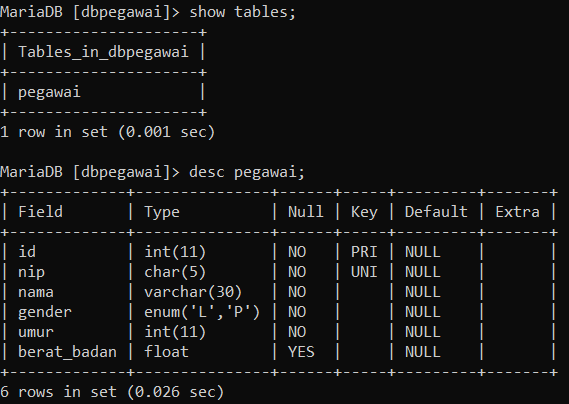 MariaDB [dbpegawai]> show tables;
+---------------------+
| Tables_in_dbpegawai |
+---------------------+
| pegawai             |
+---------------------+
1 row in set (0.001 sec)

MariaDB [dbpegawai]> desc pegawai;
+-------------+---------------+------+-----+---------+-------+
| Field       | Type          | Null | Key | Default | Extra |
+-------------+---------------+------+-----+---------+-------+
| id          | int(11)       | NO   | PRI | NULL    |       |
| nip         | char(5)       | NO   | UNI | NULL    |       |
| nama        | varchar(30)   | NO   |     | NULL    |       |
| gender      | enum('L','P') | NO   |     | NULL    |       |
| umur        | int(11)       | NO   |     | NULL    |       |
| berat_badan | float         | YES  |     | NULL    |       |
+-------------+---------------+------+-----+---------+-------+
6 rows in set (0.026 sec)